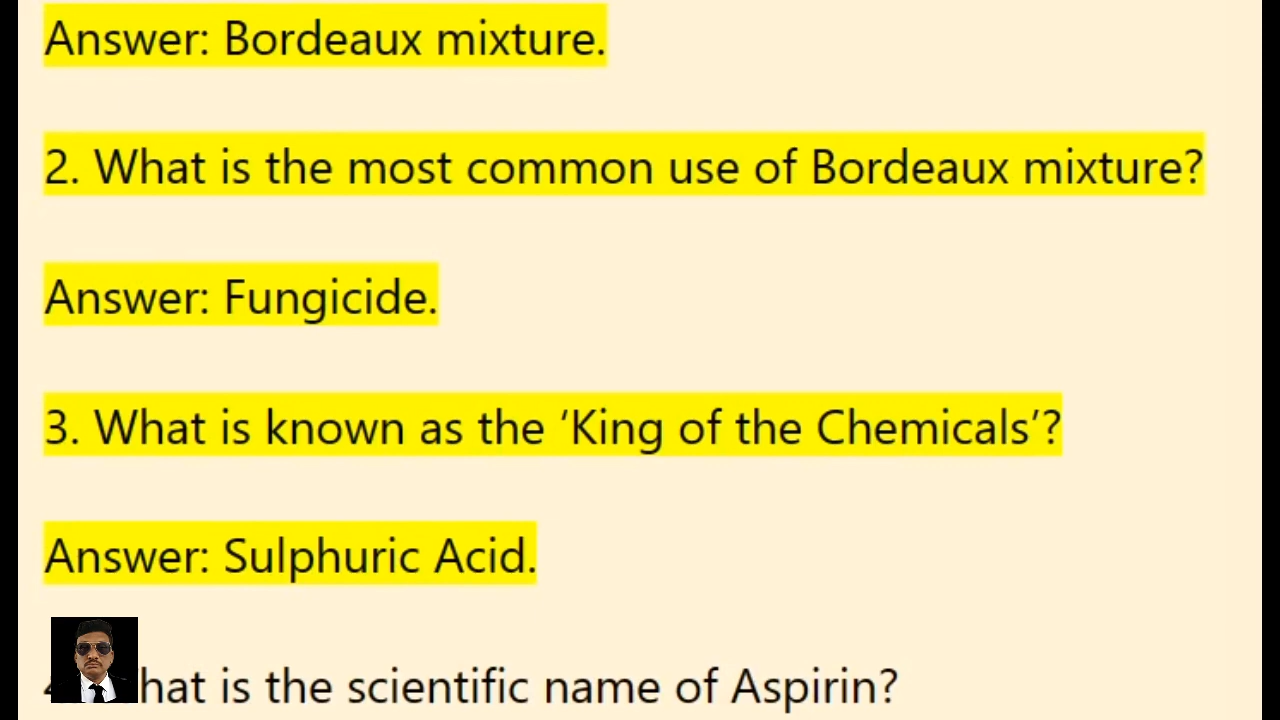 Answer: Bordeaux mixture.
2. What is the most common use of Bordeaux mixture?
Answer: Fungicide.
3. What is known as the ‘King of the Chemicals’?
Answer: Sulphuric Acid.
hat is the scientific name of Aspirin?